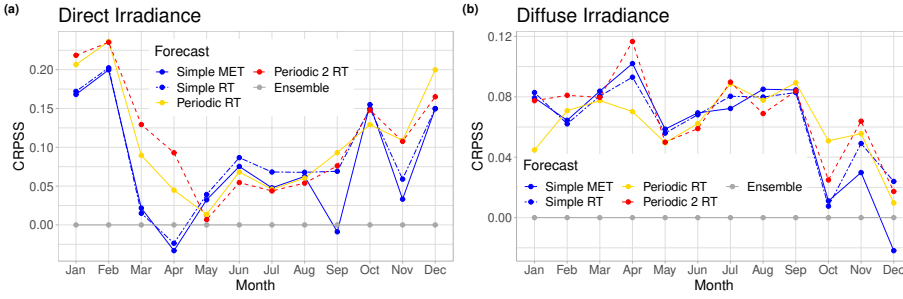 (a) Direct Irradiance
CRPSS
0.20
0.15
0.10
0.05
0.00
Forecast
Simple MET
Simple RT
Periodic RT
Periodic 2 RT
Ensemble
Jan Feb Mar Apr May Jun Jul Aug Sep Oct Nov Dec
Month
(b) Diffuse Irradiance
CRPSS
0.12
0.08
0.04
0.00
Forecast
Simple MET
Simple RT
Periodic RT
Periodic 2 RT
Ensemble
Jan Feb Mar Apr May Jun Jul Aug Sep Oct Nov Dec
Month